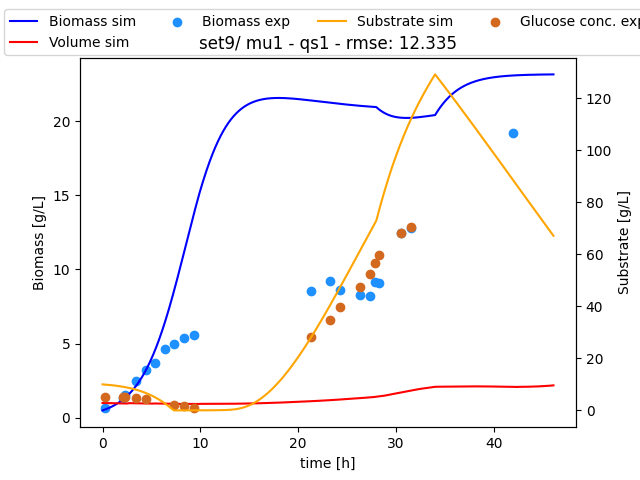 Biomass sim
Biomass exp
Substrate sim
Glucose conc. exp
Volume sim
set9/ mu1 - qs1 - rmse: 12.335
Biomass [g/L]
0
5
10
15
20
0
10
20
30
40
time [h]
0
20
40
60
80
100
120
Substrate [g/L]